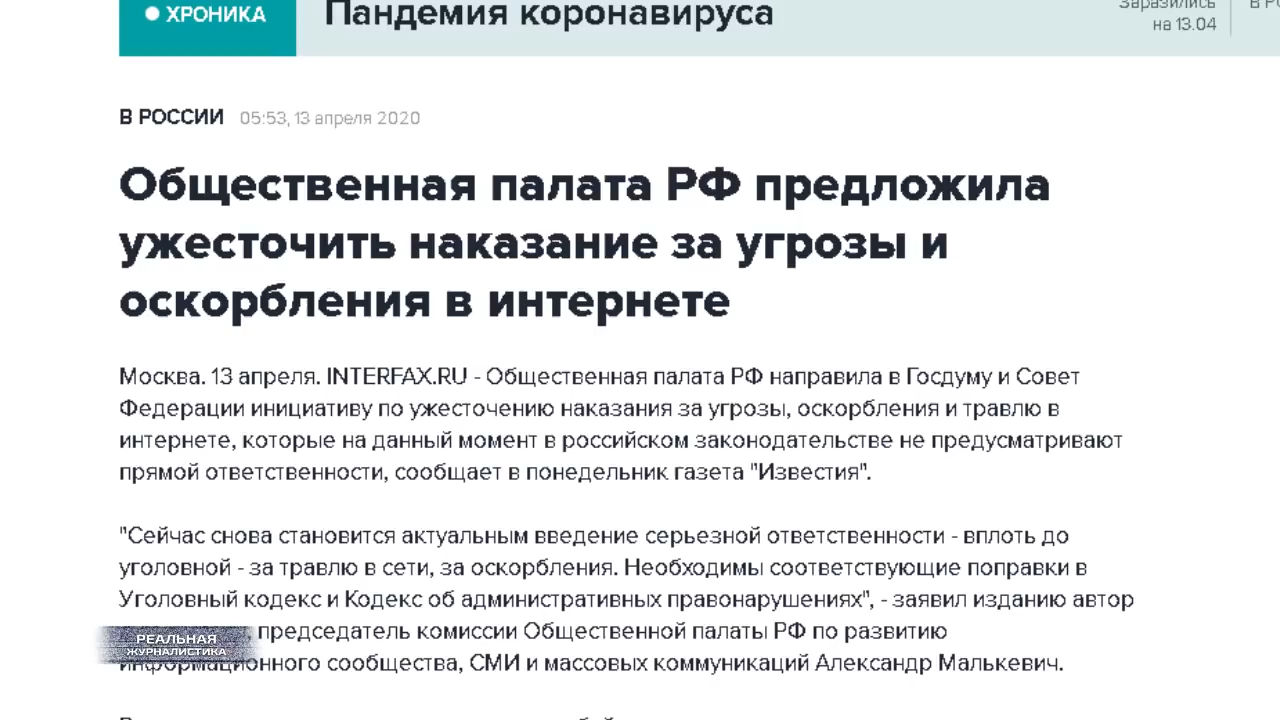 ХРОНИКА
Пандемия коронавируса
Заразились
на 13.04
В РОССИИ 05:53, 13 апреля 2020
Общественная палата РФ предложила
ужесточить наказание за угрозы и
оскорбления в интернете
Москва. 13 апреля. INTERFAX.RU - Общественная палата РФ направила в Госдуму и Совет
Федерации инициативу по ужесточению наказания за угрозы, оскорбления и травлю в
интернете, которые на данный момент в российском законодательстве не предусматривают
прямой ответственности, сообщает в понедельник газета "Известия".
"Сейчас снова становится актуальным введение серьезной ответственности - вплоть до
уголовной - за травлю в сети, за оскорбления. Необходимы соответствующие поправки в
Уголовный кодекс и Кодекс об административных правонарушениях", - заявил изданию автор
председатель комиссии Общественной палаты РФ по развитию
информационного сообщества, СМИ и массовых коммуникаций Александр Малькевич.
РЕАЛЬНАЯ
ЖУРНАЛИСТИКА